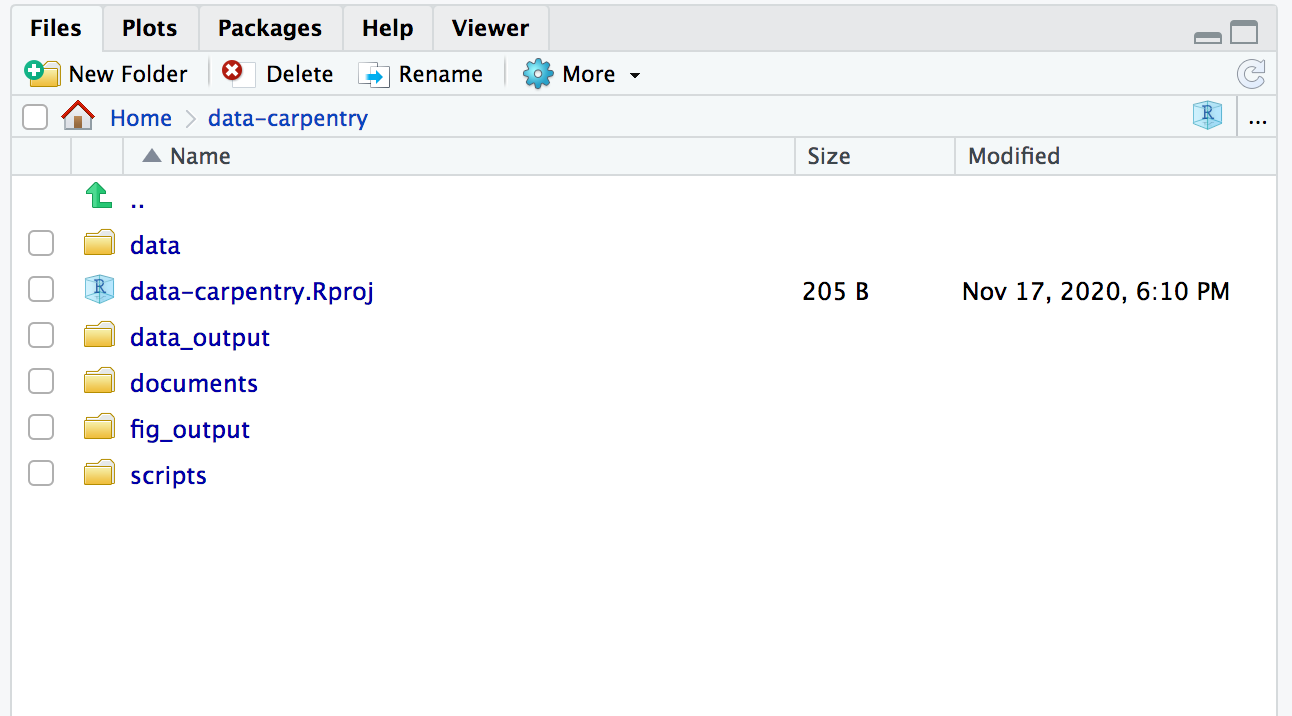 Files Plots Packages Help Viewer
New Folder Delete Rename More
Home data-carpentry R ...
Name Size Modified
..
data
R data-carpentry.Rproj 205 B Nov 17, 2020, 6:10 PM
data_output
documents
fig_output
scripts